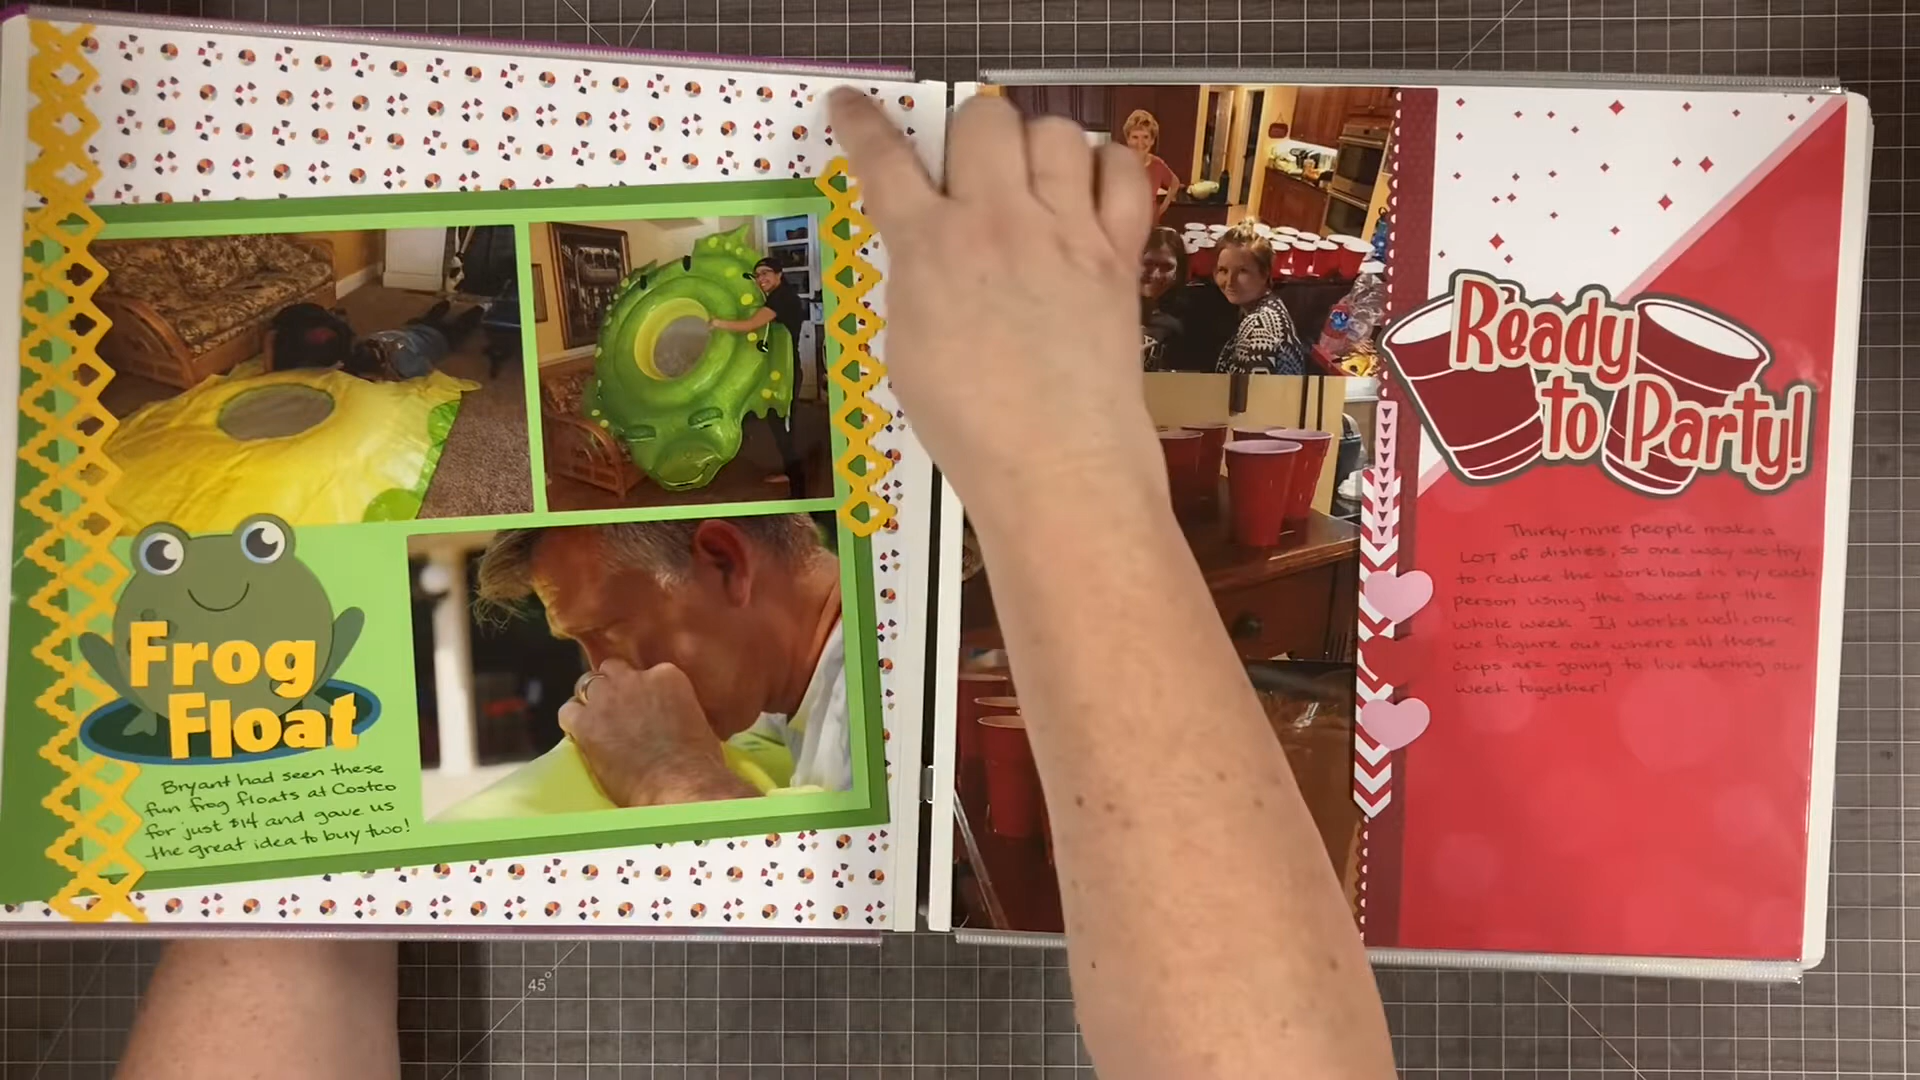 Frog
Float
Bryant had seen these
fun frog floats at Costco
for just $14 and gave us
the great idea to buy two!
Ready
to Party!
Thirty-nine people make a
LOT of dishes, so one way we try
to reduce the workload is by each
person using the same cup the
whole week. It works well, once
we figure out where all these
cups are going to live during our
week together!
45°